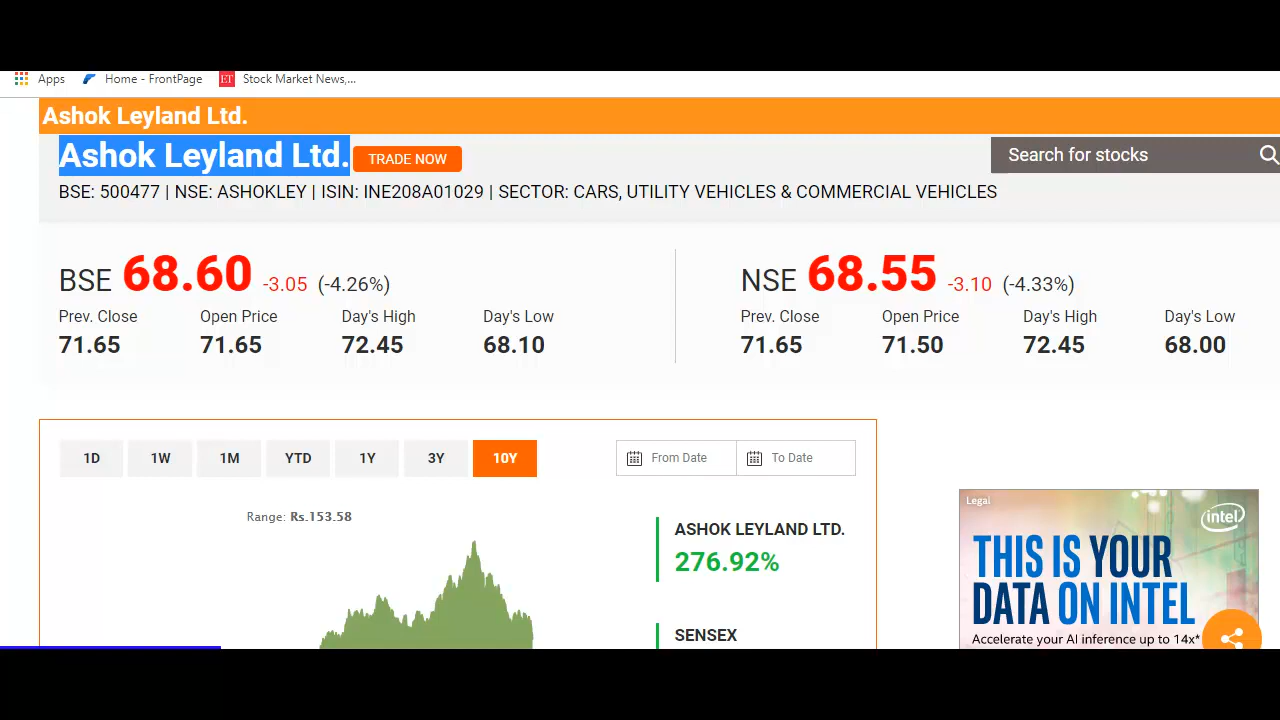 Apps Home - FrontPage ET Stock Market News,...
Ashok Leyland Ltd.
Ashok Leyland Ltd. TRADE NOW Search for stocks
BSE: 500477 | NSE: ASHOKLEY | ISIN: INE208A01029 | SECTOR: CARS, UTILITY VEHICLES & COMMERCIAL VEHICLES
BSE 68.60 -3.05 (-4.26%) NSE 68.55 -3.10 (-4.33%)
Prev. Close Open Price Day's High Day's Low Prev. Close Open Price Day's High Day's Low
71.65 71.65 72.45 68.10 71.65 71.50 72.45 68.00
1D 1W 1M YTD 1Y 3Y 10Y From Date To Date
Range: Rs.153.58
ASHOK LEYLAND LTD.
276.92%
SENSEX
Legal
intel
THIS IS YOUR
DATA ON INTEL
Accelerate your AI inference up to 14x*